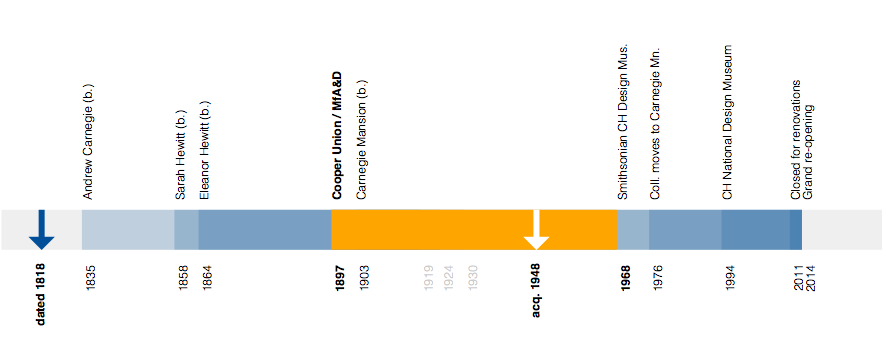 Andrew Carnegie (b.)
Sarah Hewitt (b.)
Eleanor Hewitt (b.)
Cooper Union / MfA&D
Carnegie Mansion (b.)
Smithsonian CH Design Mus.
Coll. moves to Carnegie Mn.
CH National Design Museum
Closed for renovations
Grand re-opening
dated 1818
1835
1858
1864
1897
1903
1919
1924
1930
acq. 1948
1968
1976
1994
2011
2014